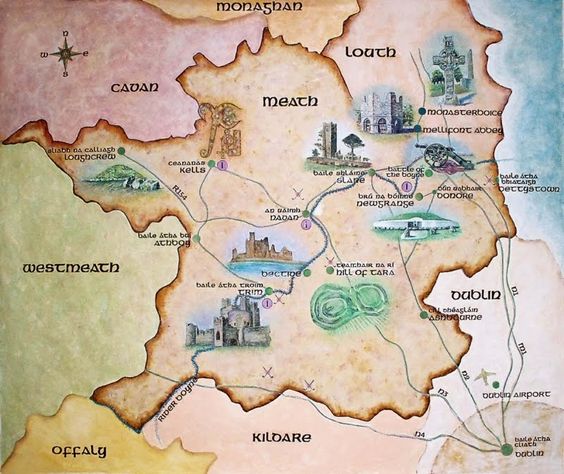 MONAGHAN
n
w e
s
LOUTH
CAVAN
MEATH
MONASTERBOICE
MELLIFONT ABBEY
sliabh na calliagh
LOUGHCREW
ceanannas
KELLS
i
baile shláine
SLANE
BATTLE OF
THE BOYNE
i
baile átha
BETTYSTOWN
dún uabhair
DONORE
brú na bóinne
NEWGRANGE
R154
an uaimh
NAVAN
i
baile átha buí
ATHBOY
WESTMEATH
BECTIVE
teamhair na rí
HILL OF TARA
baile átha troim
TRIM
i
DUBLIN
cill dhéagláin
ASHBOURNE
N1
M1
N2
N3
N4
RIVER BOYNE
DUBLIN AIRPORT
baile átha
cliath
DUBLIN
OFFALY
KILDARE